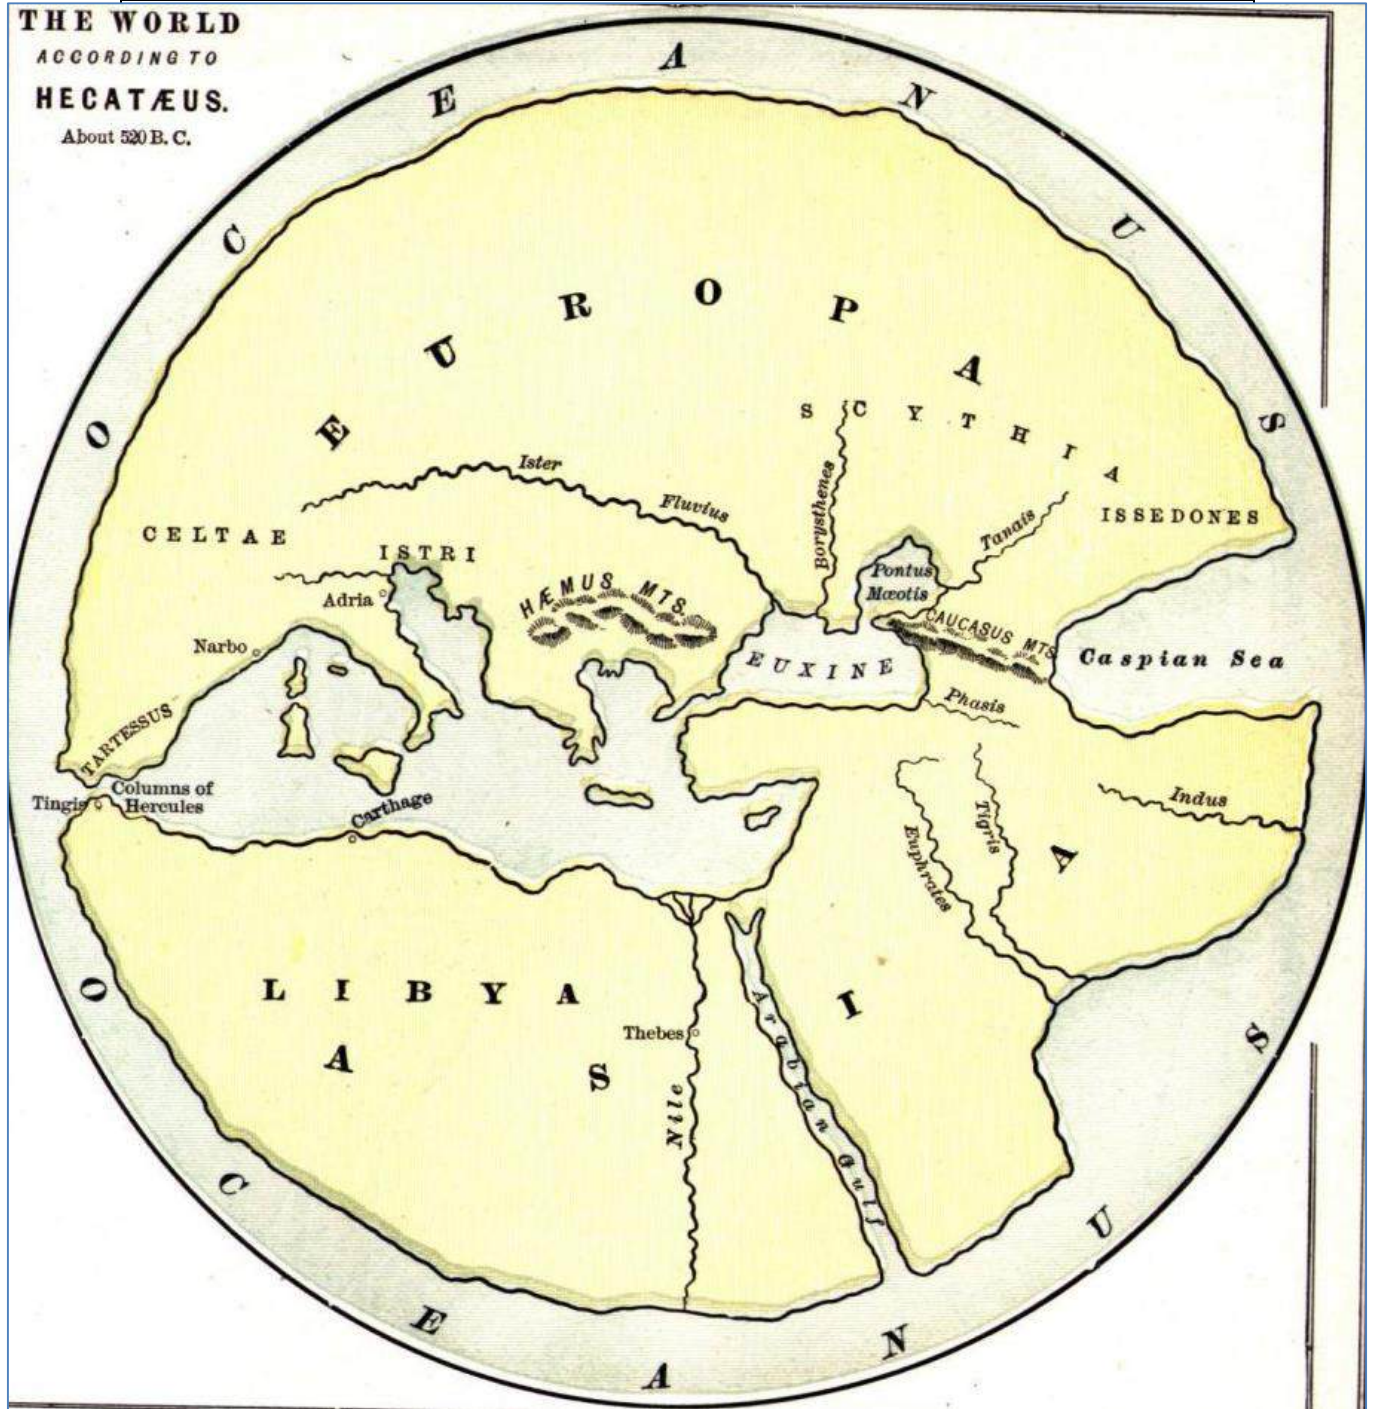 THE WORLD
ACCORDING TO
HECATÆUS.
About 520 B. C.
OCEANUS
EUROPA
SCYTHIA
Ister
Fluvius
Borysthenes
Tanais
ISSEDONES
CELTAE
ISTRI
Pontus
Mœotis
Adria
HÆMUS MTS.
CAUCASUS MTS
Narbo
EUXINE
Caspian Sea
Phasis
TARTESSUS
Columns of
Hercules
Tingis
Carthage
Indus
Tigris
Euphrates
LIBYA
ASIA
Thebes
Arabian Gulf
Nile
OCEANUS